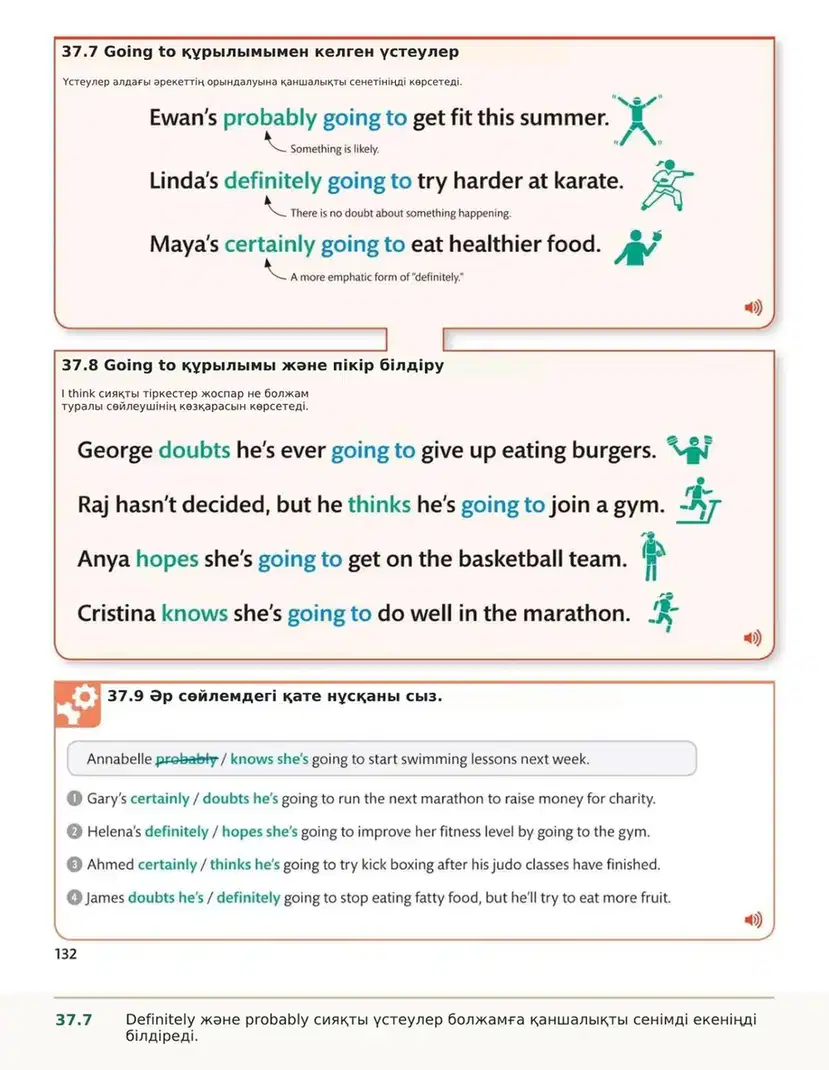 37.7 Going to құрылымымен келген үстеулер
Үстеулер алдағы әрекеттің орындалуына қаншалықты сенетініңді көрсетеді.
Ewan's probably going to get fit this summer.
Something is likely.
Linda's definitely going to try harder at karate.
There is no doubt about something happening.
Maya's certainly going to eat healthier food.
A more emphatic form of "definitely."
37.8 Going to құрылымы және пікір білдіру
I think сияқты тіркестер жоспар не болжам
туралы сөйлеушінің көзқарасын көрсетеді.
George doubts he's ever going to give up eating burgers.
Raj hasn't decided, but he thinks he's going to join a gym.
Anya hopes she's going to get on the basketball team.
Cristina knows she's going to do well in the marathon.
37.9 Әр сөйлемдегі қате нұсқаны сыз.
Annabelle probably / knows she's going to start swimming lessons next week.
1 Gary's certainly / doubts he's going to run the next marathon to raise money for charity.
2 Helena's definitely / hopes she's going to improve her fitness level by going to the gym.
3 Ahmed certainly / thinks he's going to try kick boxing after his judo classes have finished.
4 James doubts he's / definitely going to stop eating fatty food, but he'll try to eat more fruit.
132
37.7 Definitely және probably сияқты үстеулер болжамға қаншалықты сенімді екеніңді
білдіреді.